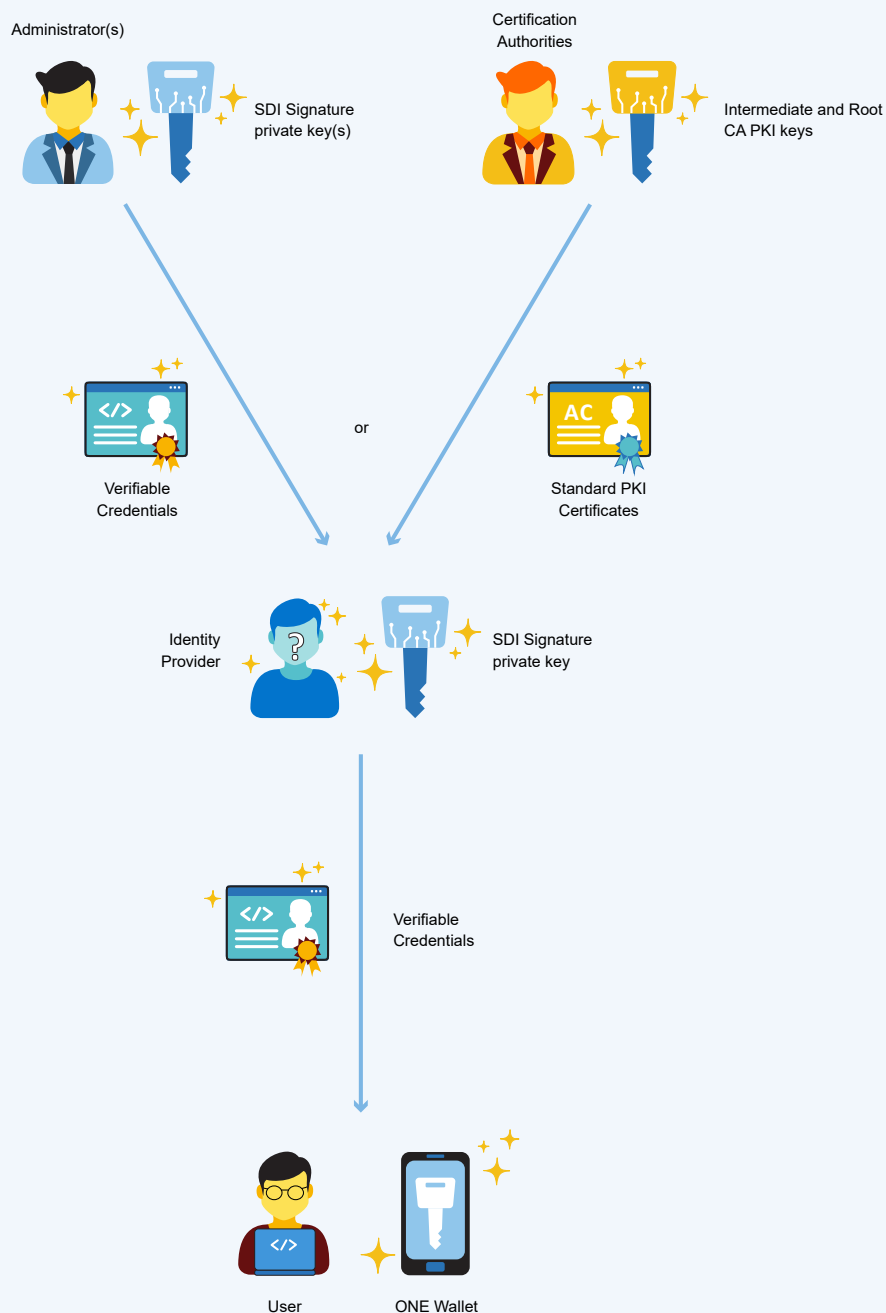 Administrator(s)
SDI Signature
private key(s)
Certification
Authorities
Intermediate and Root
CA PKI keys
</>
Verifiable
Credentials
or
AC
Standard PKI
Certificates
Identity
Provider
?
SDI Signature
private key
</>
Verifiable
Credentials
</>
User
ONE Wallet